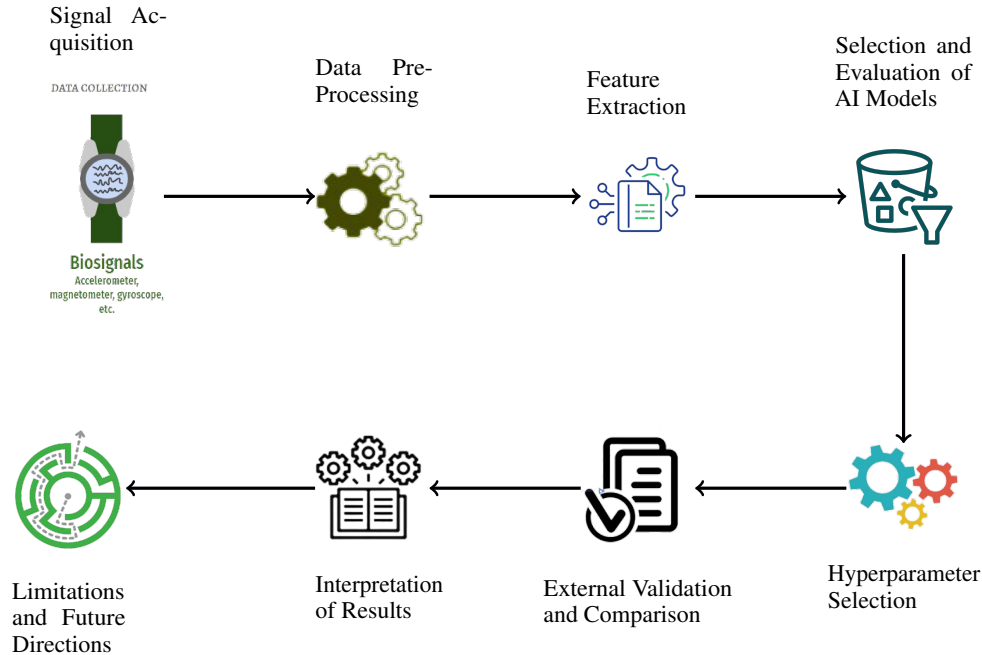 Signal Ac-
quisition
DATA COLLECTION
Biosignals
Accelerometer,
magnetometer, gyroscope,
etc.
Data Pre-
Processing
Feature
Extraction
Selection and
Evaluation of
AI Models
Hyperparameter
Selection
External Validation
and Comparison
Interpretation
of Results
Limitations
and Future
Directions